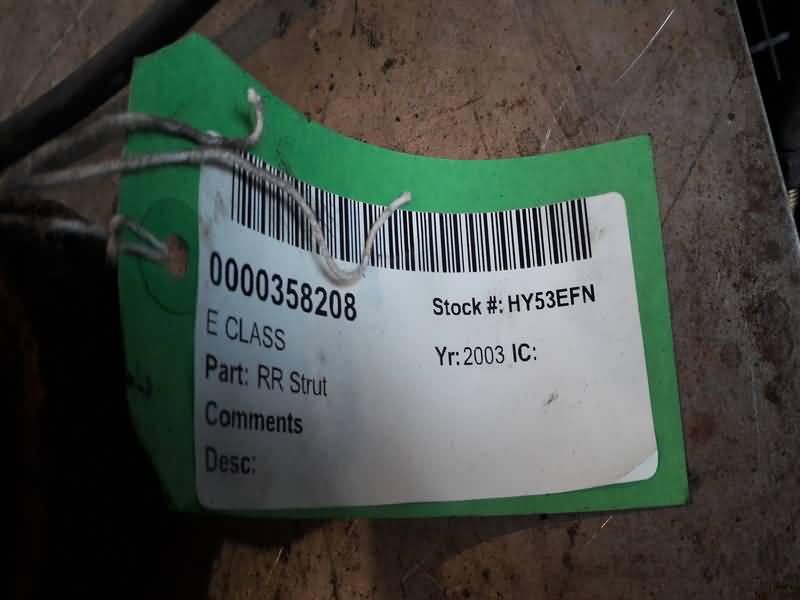 0000358208
Stock #: HY53EFN
E CLASS
Yr: 2003 IC:
Part: RR Strut
Comments
Desc: